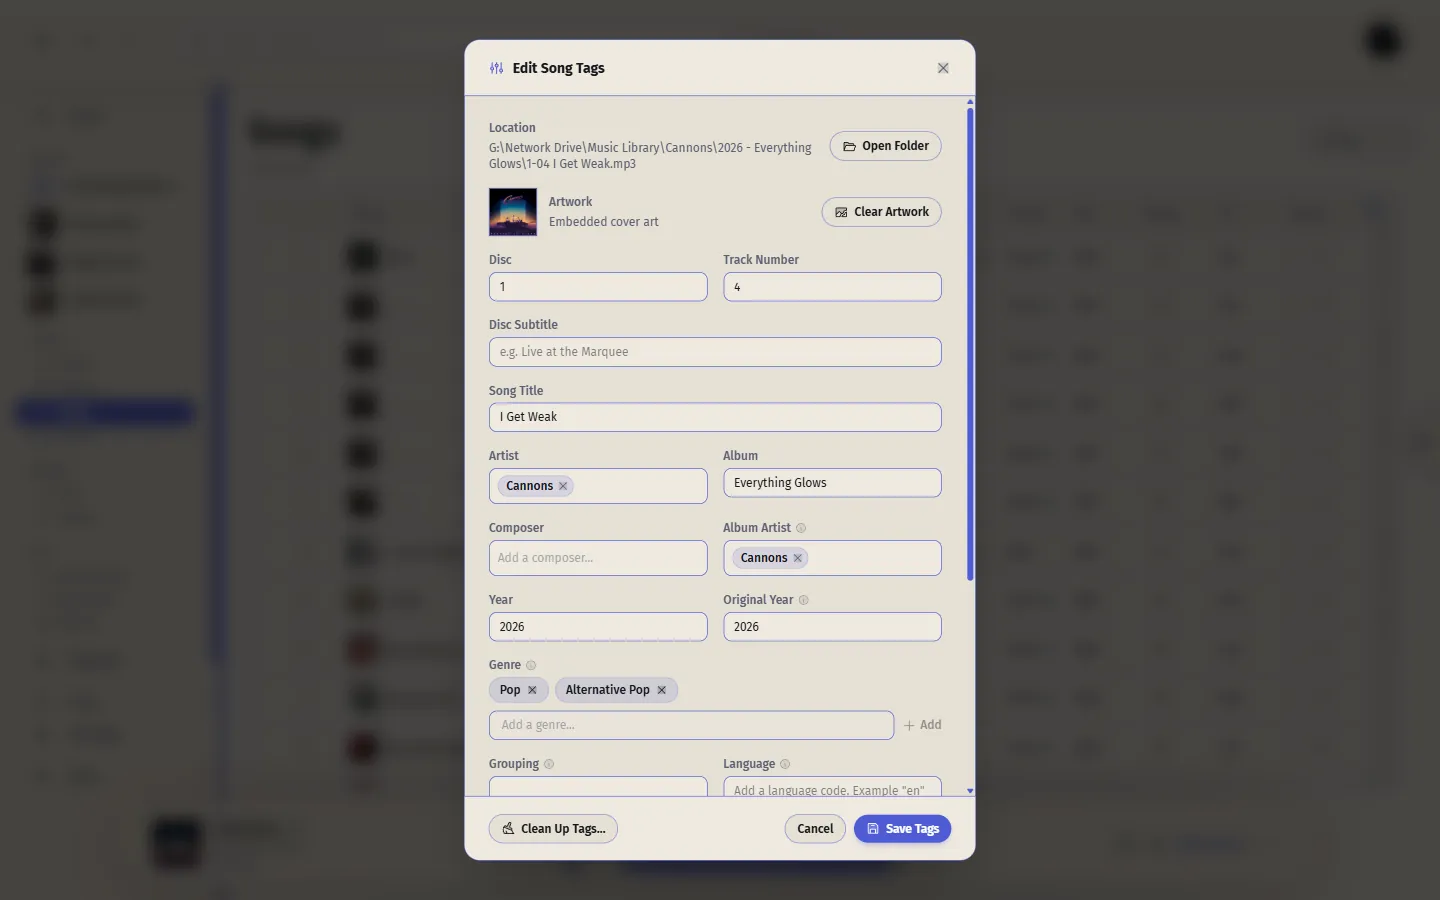 Edit Song Tags
Location
G:\Network Drive\Music Library\Cannons\2026 - Everything
Glows\1-04 I Get Weak.mp3
Open Folder
Artwork
Embedded cover art
Clear Artwork
Disc
Track Number
1
4
Disc Subtitle
e.g. Live at the Marquee
Song Title
I Get Weak
Artist
Album
Cannons
Everything Glows
Composer
Album Artist
Add a composer...
Cannons
Year
Original Year
2026
2026
Genre
Pop
Alternative Pop
Add a genre...
Add
Grouping
Language
Add a language code. Example "en"
Clean Up Tags...
Cancel
Save Tags